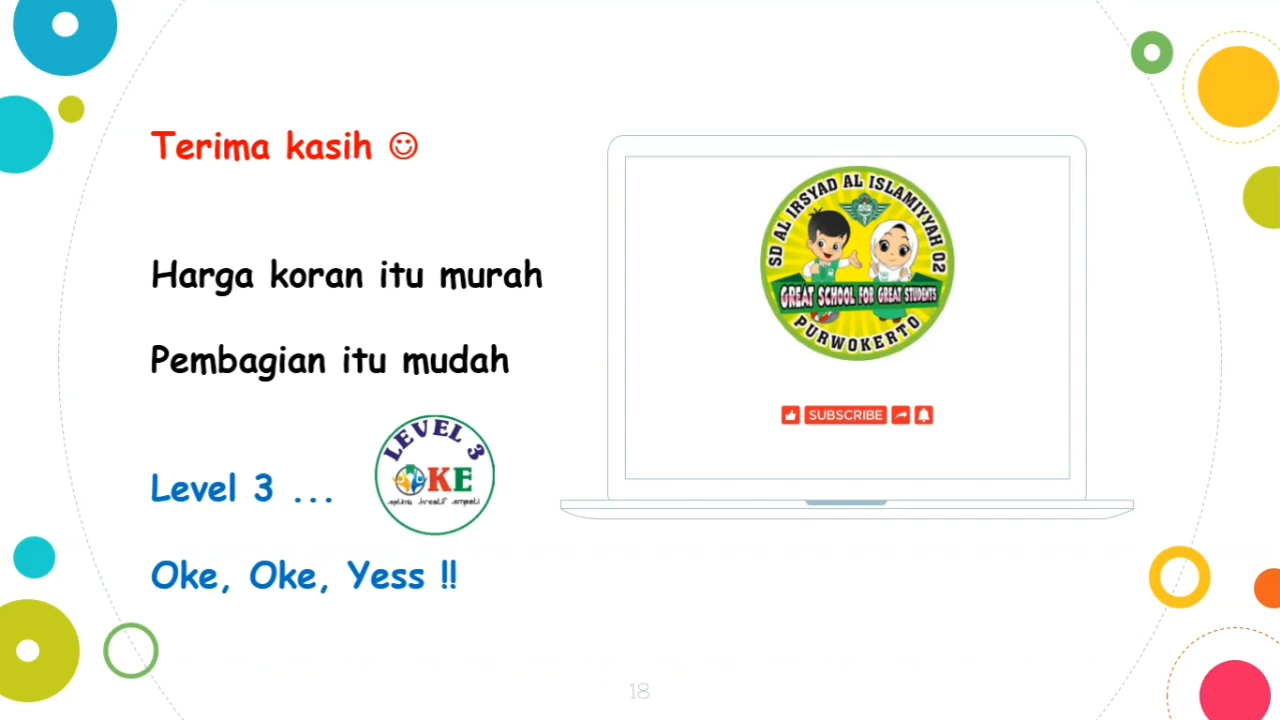 Terima kasih ☺
Harga koran itu murah
Pembagian itu mudah
Level 3 ...
LEVEL 3
OKE
Oke, Oke, Yess !!
SD AL IRSYAD AL ISLAMIYYAH 02
GREAT SCHOOL FOR GREAT STUDENTS
PURWOKERTO
SUBSCRIBE
18